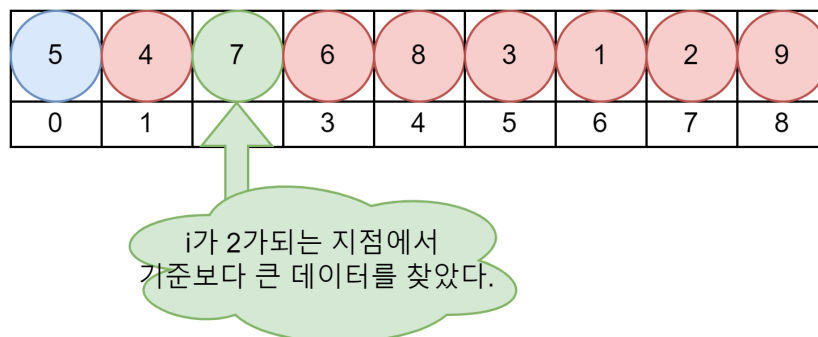 5 4 7 6 8 3 1 2 9
0 1 3 4 5 6 7 8
i가 2가되는 지점에서
기준보다 큰 데이터를 찾았다.